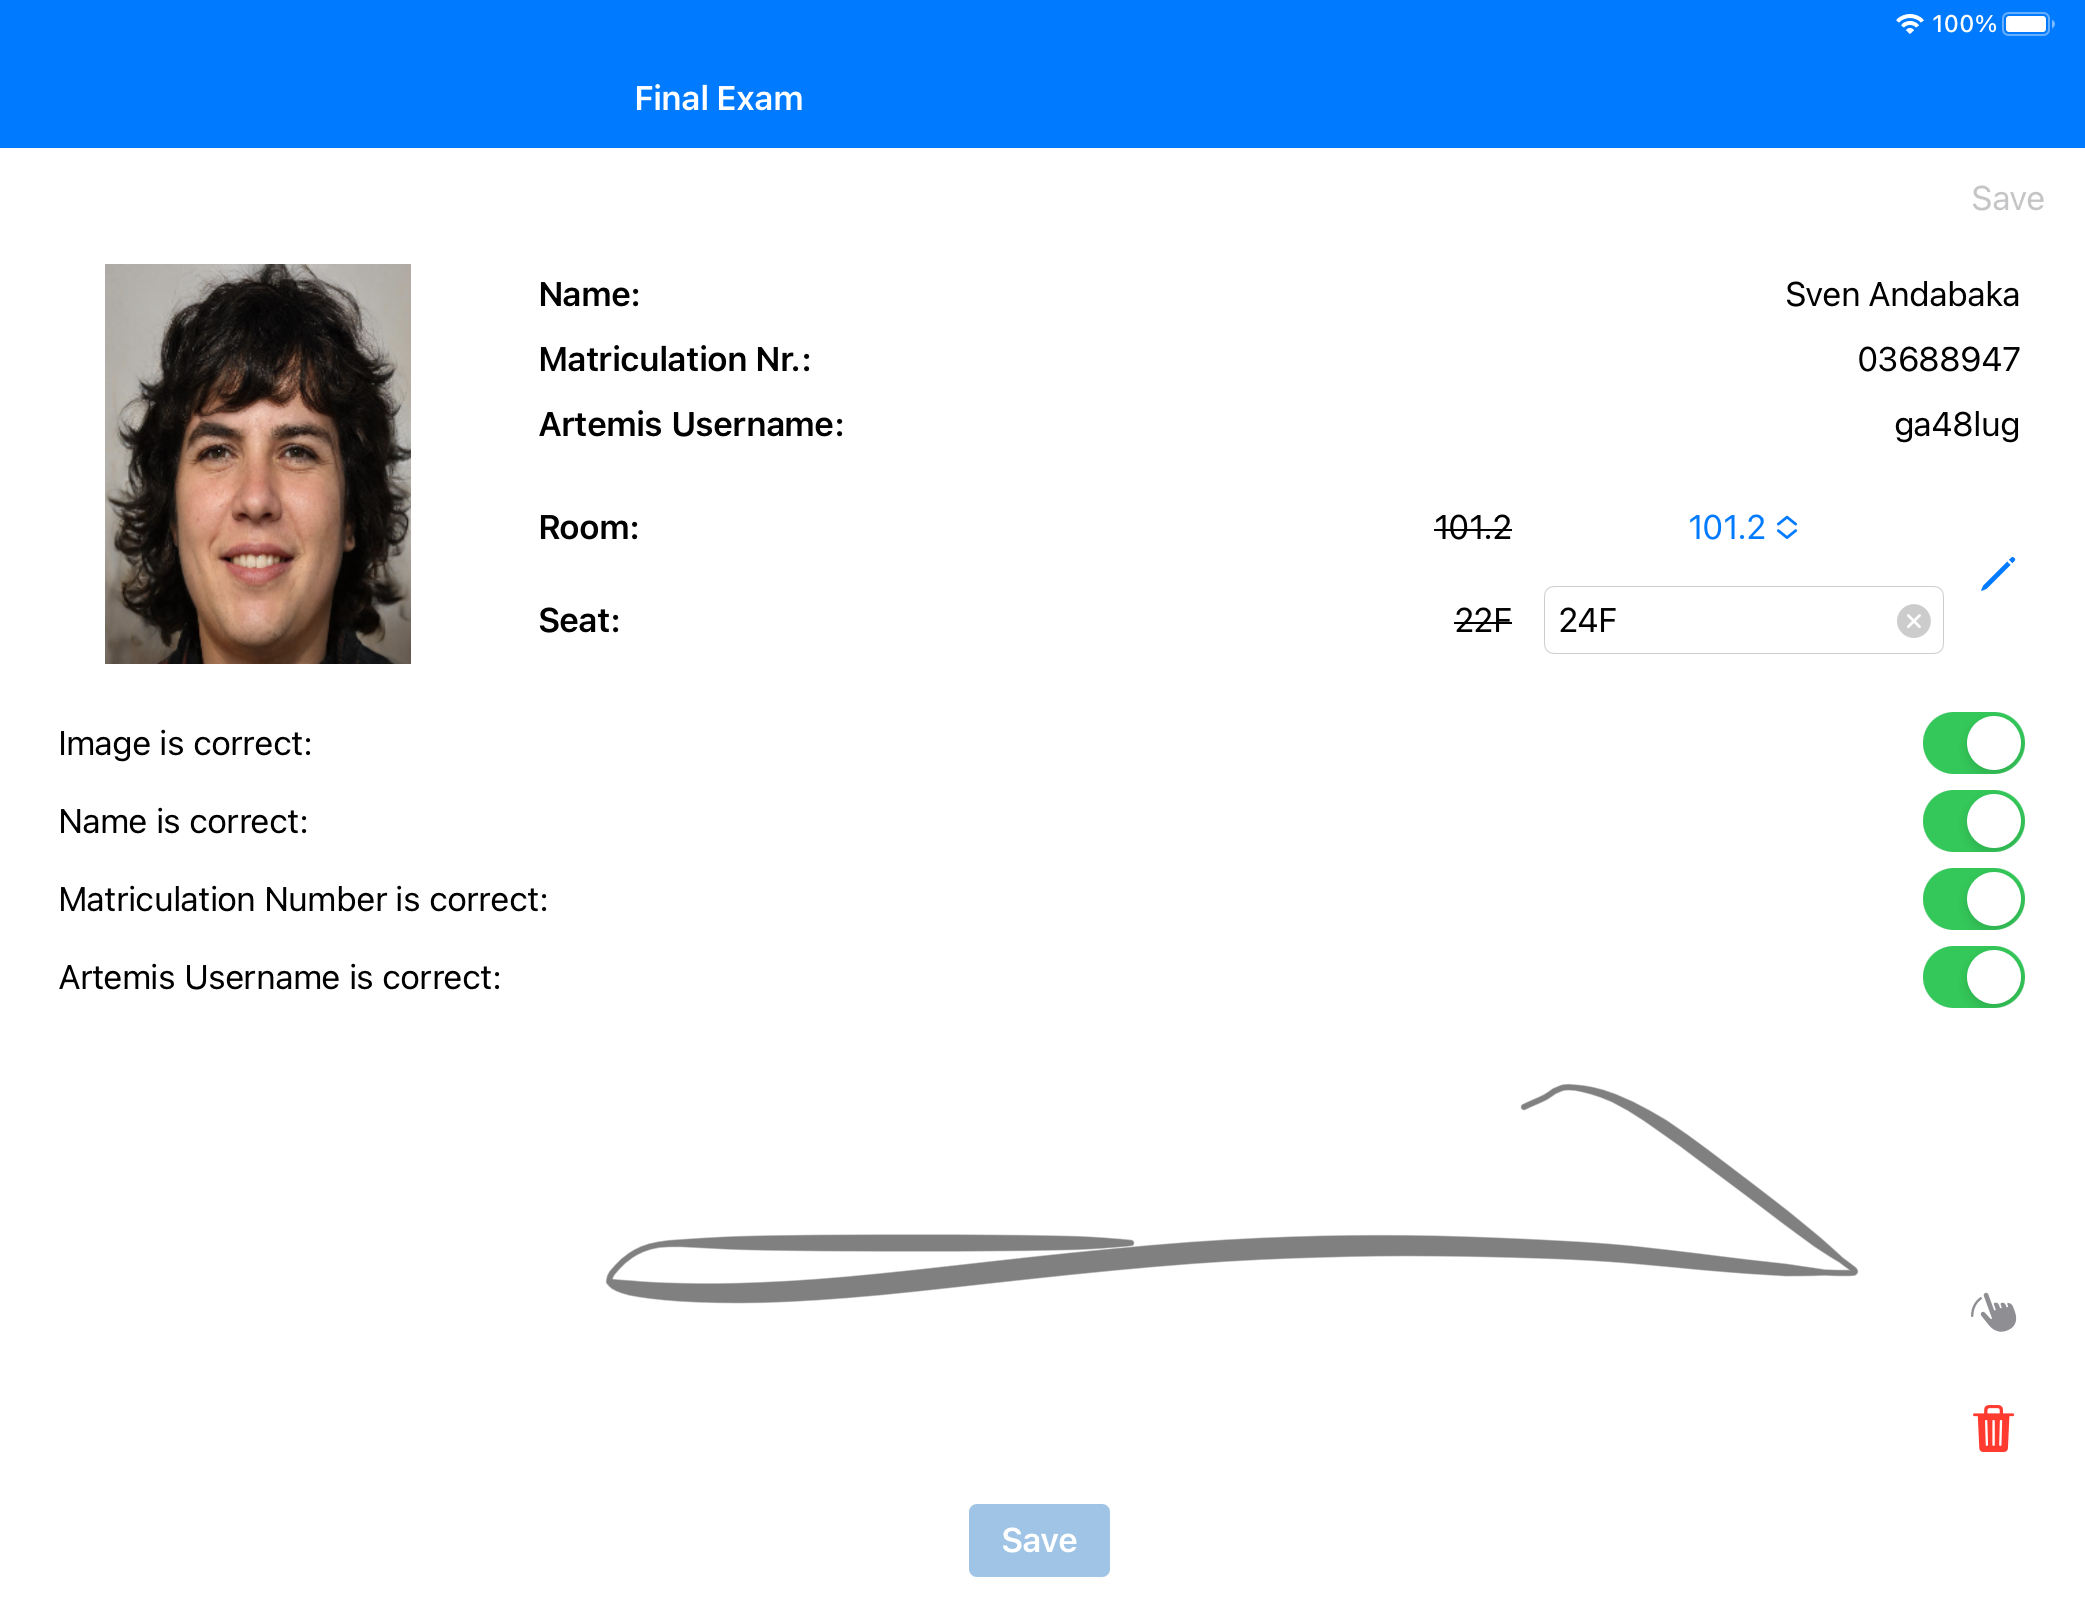 100%
Final Exam
Save
Name: Sven Andabaka
Matriculation Nr.: 03688947
Artemis Username: ga48lug
Room: 101.2 101.2
Seat: 22F 24F
Image is correct:
Name is correct:
Matriculation Number is correct:
Artemis Username is correct:
Save